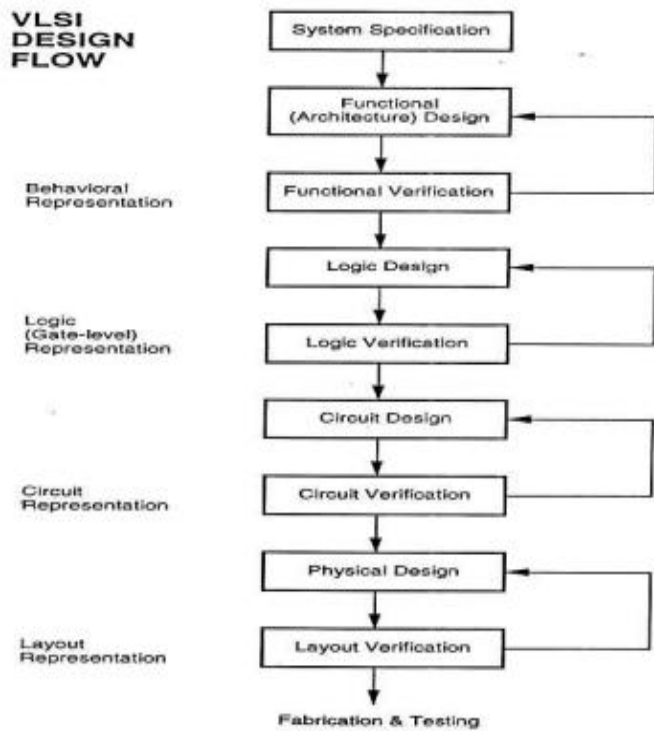 VLSI
DESIGN
FLOW
System Specification
Functional
(Architecture) Design
Behavioral
Representation
Functional Verification
Logic Design
Logic
(Gate-level)
Representation
Logic Verification
Circuit Design
Circuit
Representation
Circuit Verification
Physical Design
Layout
Representation
Layout Verification
Fabrication & Testing